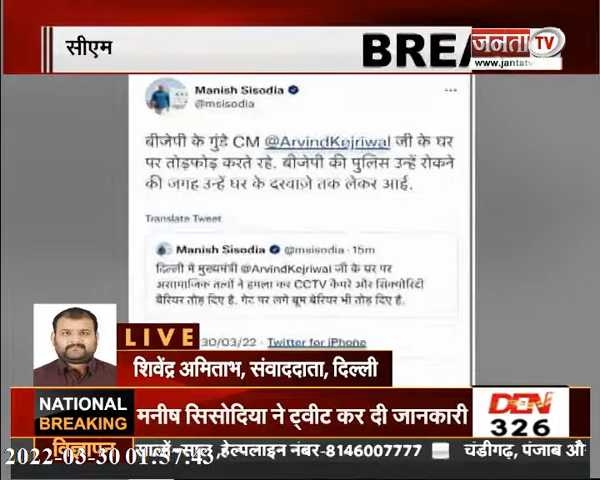 सीएम
BREA
जनता TV
www.jantatv
Manish Sisodia
@msisodia
बीजेपी के गुंडे CM @ArvindKejriwal जी के घर
पर तोड़फोड़ करते रहे. बीजेपी की पुलिस उन्हें रोकने
की जगह उन्हें घर के दरवाज़े तक लेकर आई.
Translate Tweet
Manish Sisodia @msisodia · 15m
दिल्ली में मुख्यमंत्री @ArvindKejriwal जी के घर पर
असामाजिक तत्वों ने हमला कर CCTV कैमरे और सिक्योरिटी
बैरियर तोड़ दिए है. गेट पर लगे बूम बैरियर भी तोड़ दिए है.
30/03/22 · Twitter for iPhone
LIVE
शिवेंद्र अमिताभ, संवाददाता, दिल्ली
NATIONAL
BREAKING
मनीष सिसोदिया ने ट्वीट कर दी जानकारी
DEN
326
विज्ञापन
सालों-साल, हेल्पलाइन नंबर-8146007777 चंडीगढ़, पंजाब औ
2022-03-30 01:57:43